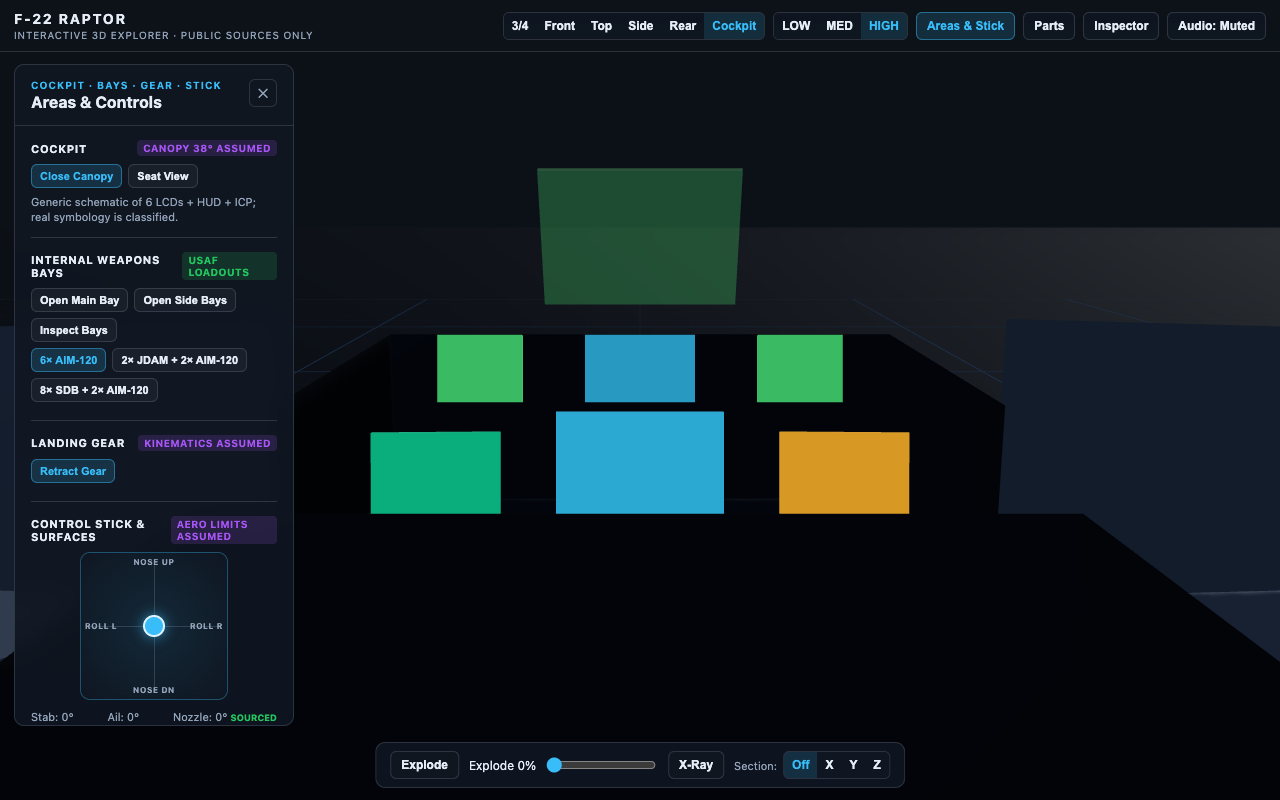 F-22 RAPTOR
INTERACTIVE 3D EXPLORER · PUBLIC SOURCES ONLY
3/4 Front Top Side Rear Cockpit LOW MED HIGH Areas & Stick Parts Inspector Audio: Muted
COCKPIT · BAYS · GEAR · STICK
Areas & Controls
COCKPIT CANOPY 38° ASSUMED
Close Canopy Seat View
Generic schematic of 6 LCDs + HUD + ICP;
real symbology is classified.
INTERNAL WEAPONS
BAYS
USAF
LOADOUTS
Open Main Bay Open Side Bays
Inspect Bays
6× AIM-120 2× JDAM + 2× AIM-120
8× SDB + 2× AIM-120
LANDING GEAR KINEMATICS ASSUMED
Retract Gear
CONTROL STICK &
SURFACES
AERO LIMITS
ASSUMED
NOSE UP
ROLL L ROLL R
NOSE DN
Stab: 0° Ail: 0° Nozzle: 0° SOURCED
Explode Explode 0% X-Ray Section: Off X Y Z